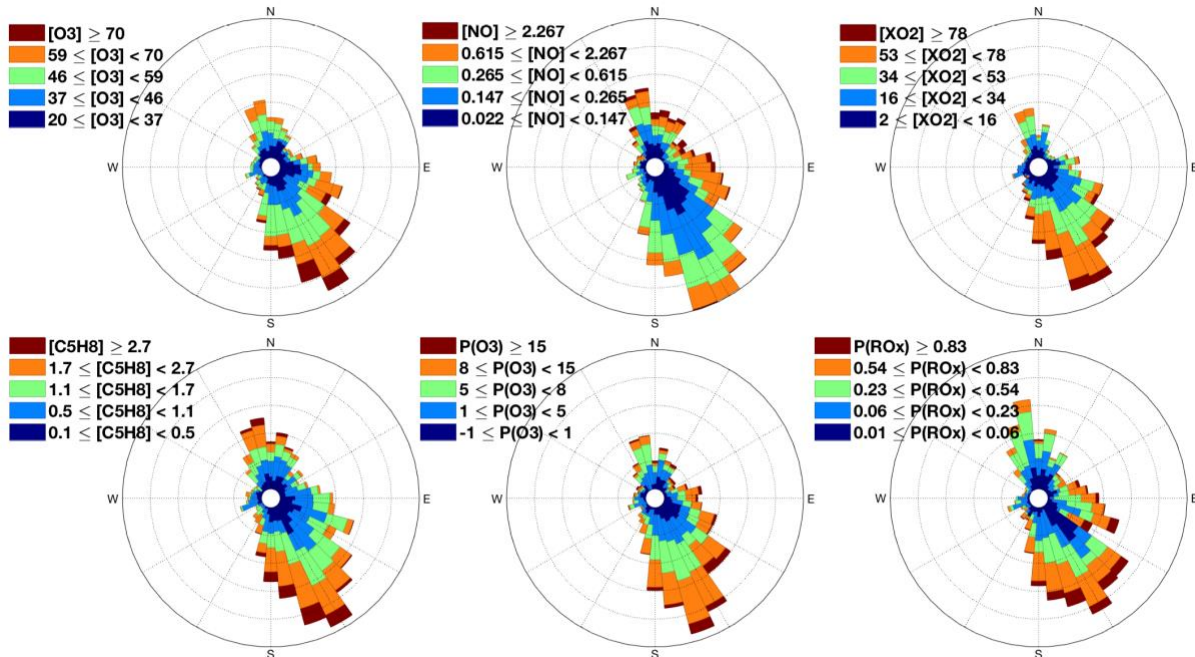 N
[O3] ≥ 70
59 ≤ [O3] < 70
46 ≤ [O3] < 59
37 ≤ [O3] < 46
20 ≤ [O3] < 37
W
E
S
N
[NO] ≥ 2.267
0.615 ≤ [NO] < 2.267
0.265 ≤ [NO] < 0.615
0.147 ≤ [NO] < 0.265
0.022 ≤ [NO] < 0.147
W
E
S
N
[XO2] ≥ 78
53 ≤ [XO2] < 78
34 ≤ [XO2] < 53
16 ≤ [XO2] < 34
2 ≤ [XO2] < 16
W
E
S
N
[C5H8] ≥ 2.7
1.7 ≤ [C5H8] < 2.7
1.1 ≤ [C5H8] < 1.7
0.5 ≤ [C5H8] < 1.1
0.1 ≤ [C5H8] < 0.5
W
E
S
N
P(O3) ≥ 15
8 ≤ P(O3) < 15
5 ≤ P(O3) < 8
1 ≤ P(O3) < 5
-1 ≤ P(O3) < 1
W
E
S
N
P(ROx) ≥ 0.83
0.54 ≤ P(ROx) < 0.83
0.23 ≤ P(ROx) < 0.54
0.06 ≤ P(ROx) < 0.23
0.01 ≤ P(ROx) < 0.06
W
E
S